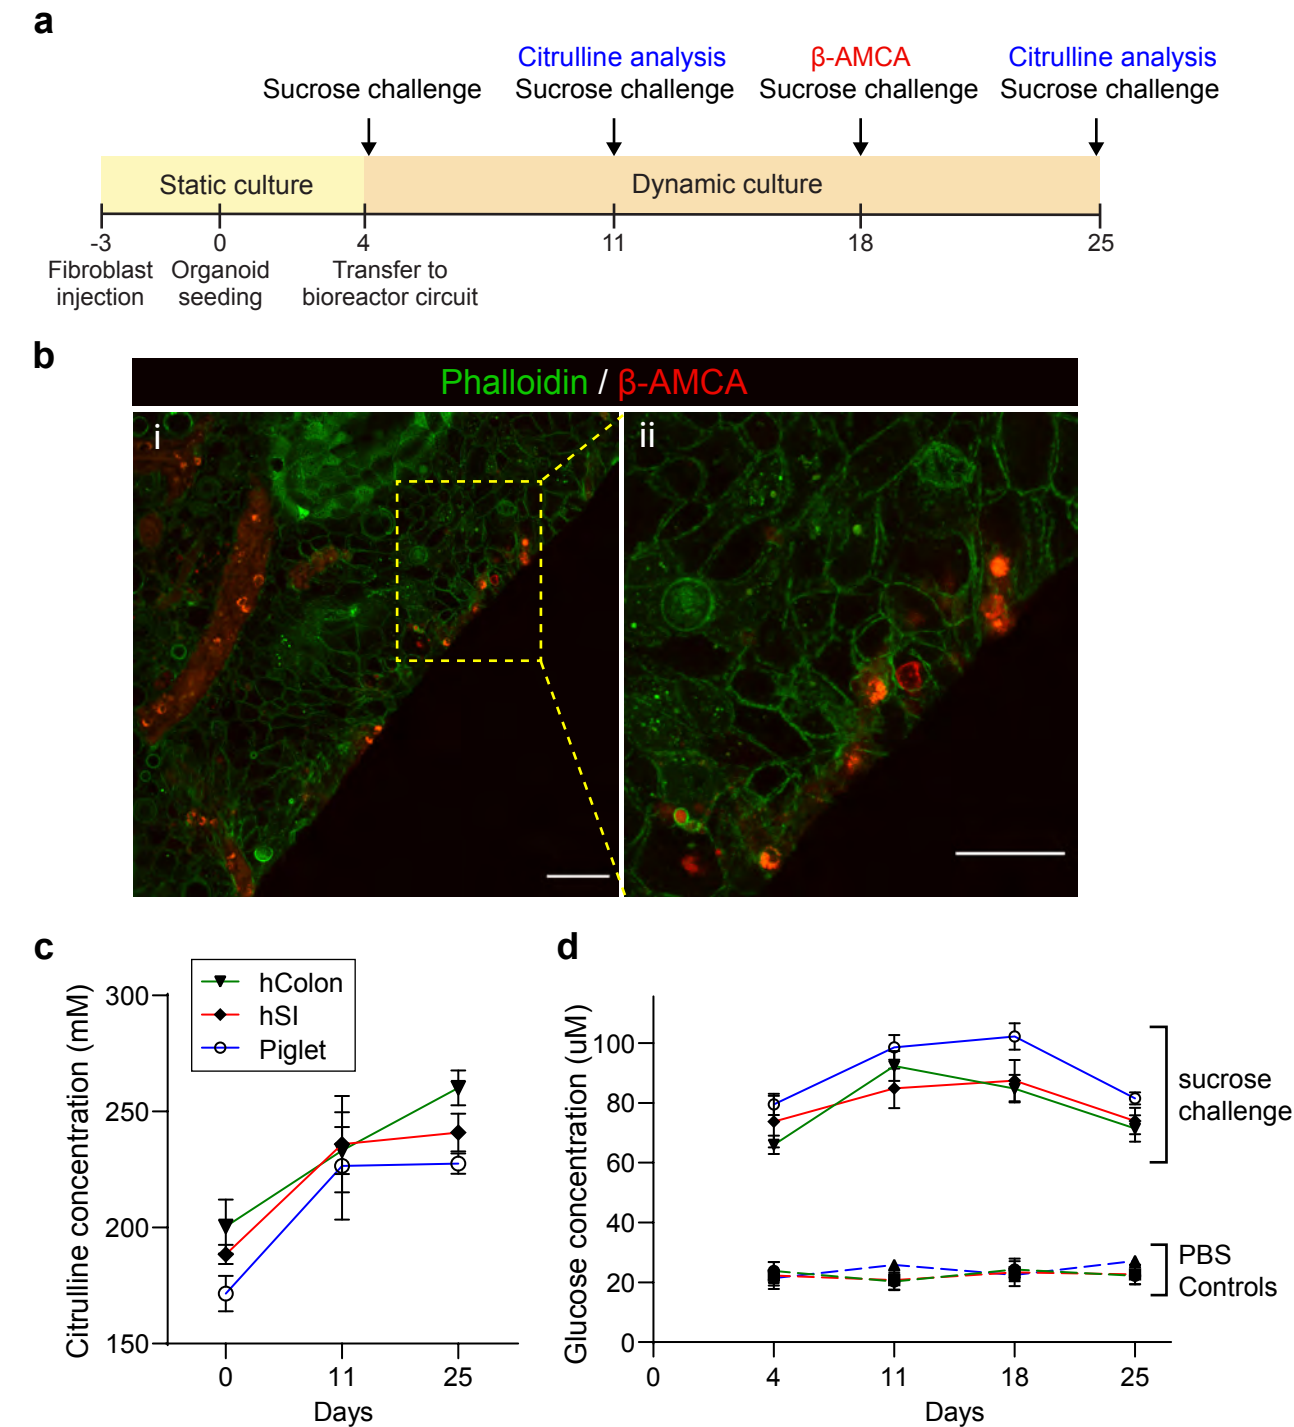 a
Citrulline analysis
β-AMCA
Citrulline analysis
Sucrose challenge
Sucrose challenge
Sucrose challenge
Sucrose challenge
Static culture
Dynamic culture
-3
0
4
11
18
25
Fibroblast
injection
Organoid
seeding
Transfer to
bioreactor circuit
b
Phalloidin / β-AMCA
i
ii
c
hColon
hSI
Piglet
Citrulline concentration (mM)
300
250
200
150
0
11
25
Days
d
Glucose concentration (uM)
100
80
60
40
20
0
0
4
11
18
25
Days
sucrose
challenge
PBS
Controls